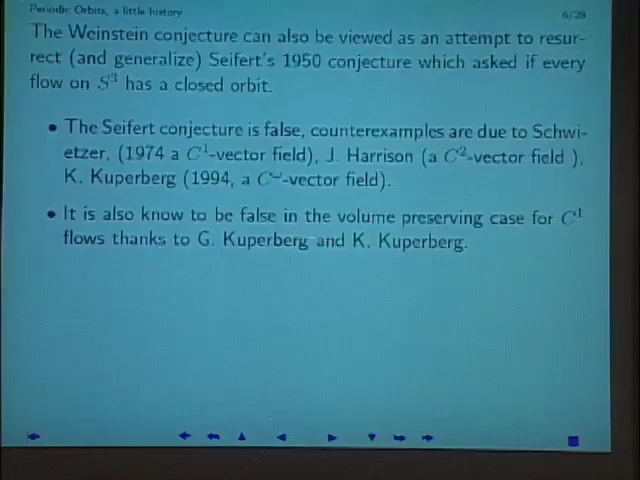 Periodic Orbits, a little history 6/29
The Weinstein conjecture can also be viewed as an attempt to resur-
rect (and generalize) Seifert's 1950 conjecture which asked if every
flow on S³ has a closed orbit.
• The Seifert conjecture is false, counterexamples are due to Schwi-
etzer, (1974 a C¹-vector field), J. Harrison (a C²-vector field ),
K. Kuperberg (1994, a Cω-vector field).
• It is also know to be false in the volume preserving case for C¹
flows thanks to G. Kuperberg and K. Kuperberg.